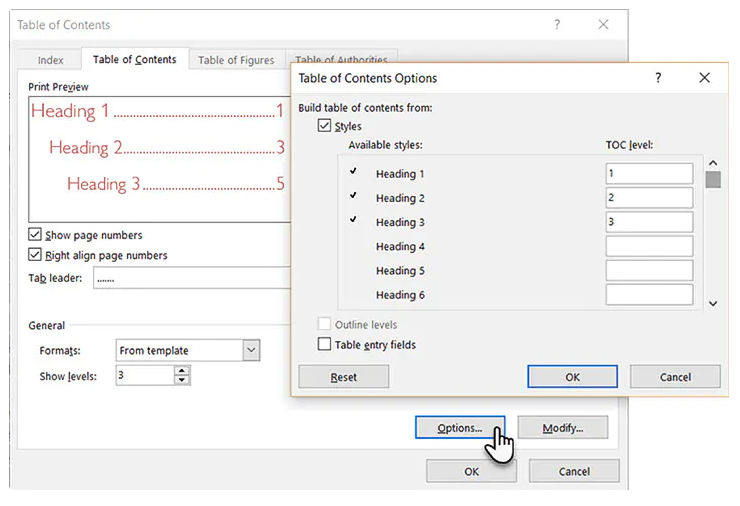 Table of Contents ?
Index Table of Contents Table of Figures Table of Authorities
Print Preview
Heading 1 ........................................ 1
Heading 2 ..................................... 3
Heading 3 ................................ 5
Show page numbers
Right align page numbers
Tab leader: .......
General
Formats: From template
Show levels: 3
Options... Modify...
OK Cancel
Table of Contents Options ?
Build table of contents from:
Styles
Available styles: TOC level:
Heading 1 1
Heading 2 2
Heading 3 3
Heading 4
Heading 5
Heading 6
Outline levels
Table entry fields
Reset OK Cancel